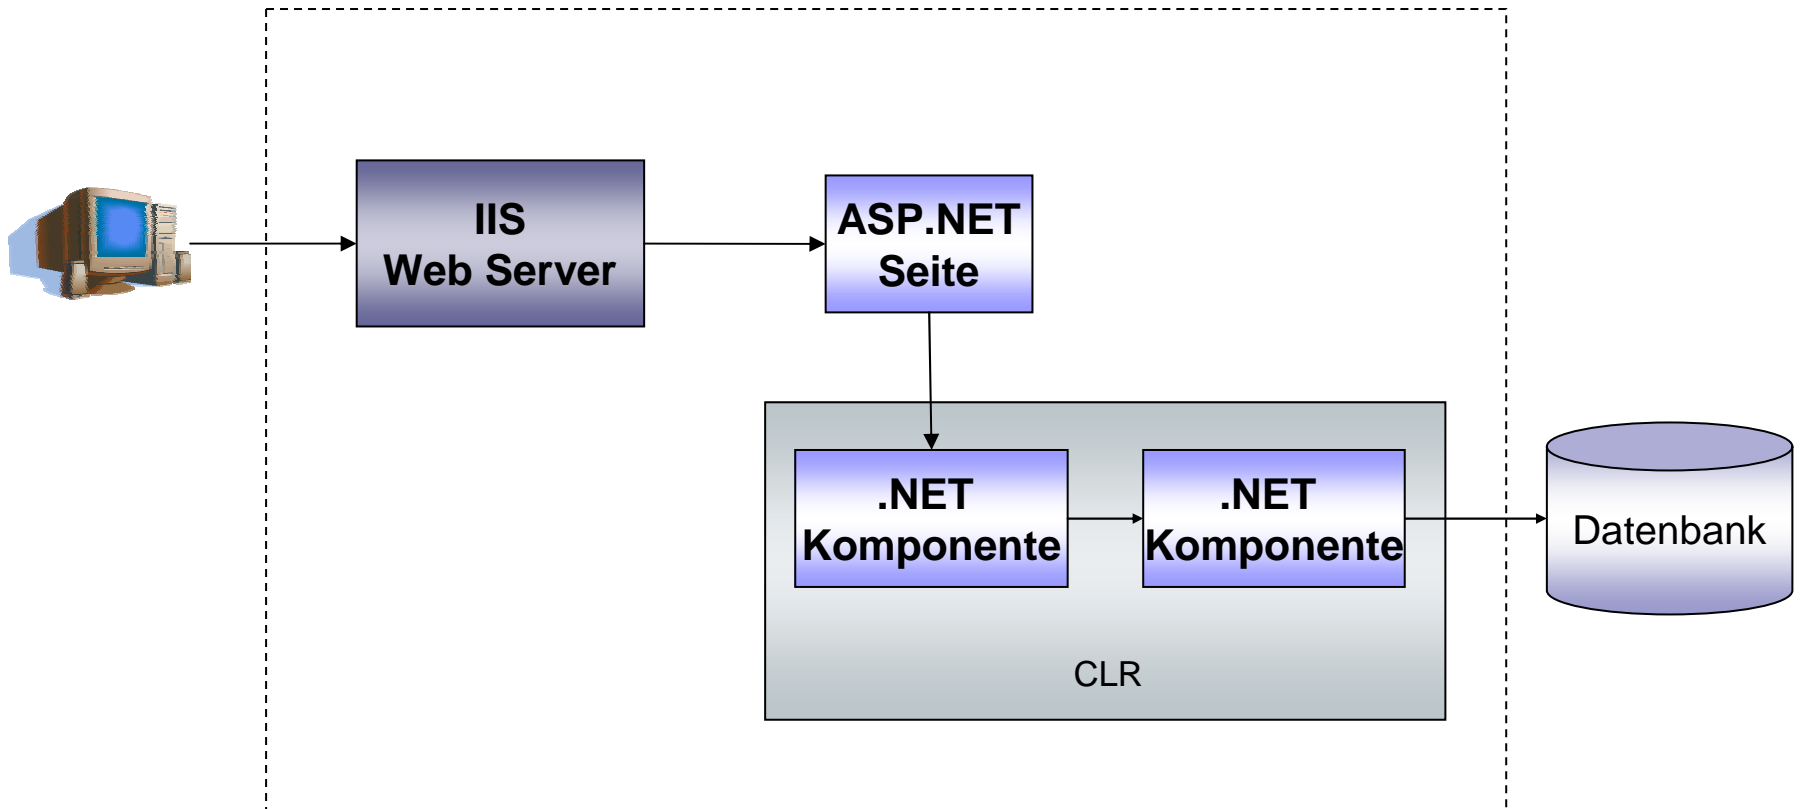 IIS
Web Server
ASP.NET
Seite
.NET
Komponente
.NET
Komponente
Datenbank
CLR